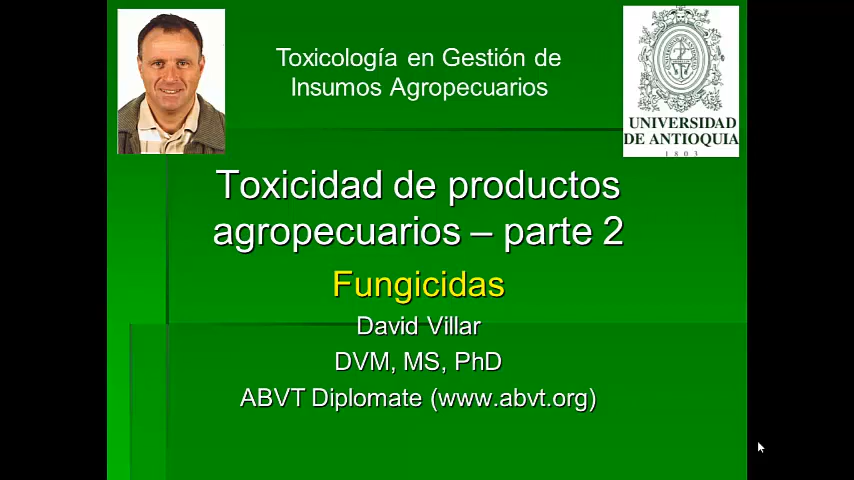 Toxicología en Gestión de
Insumos Agropecuarios
UNIVERSIDAD
DE ANTIOQUIA
1803
Toxicidad de productos
agropecuarios – parte 2
Fungicidas
David Villar
DVM, MS, PhD
ABVT Diplomate (www.abvt.org)